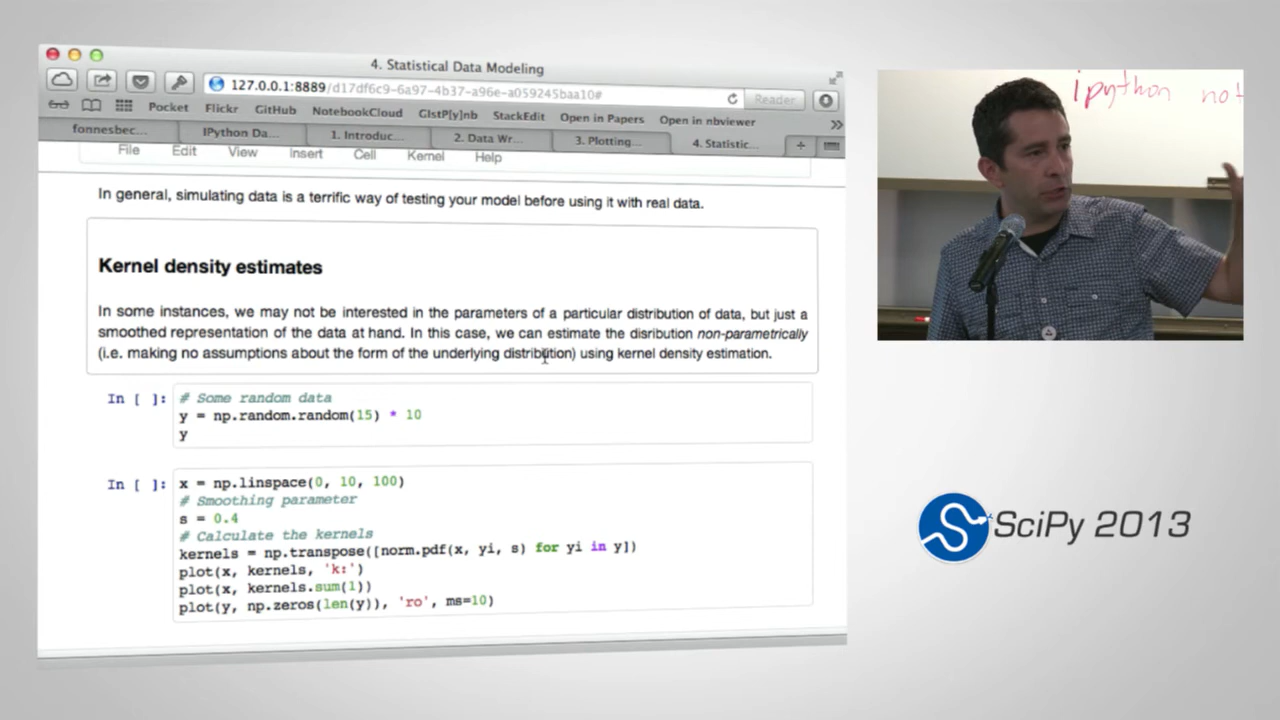 4. Statistical Data Modeling
127.0.0.1:8889/d17df6c9-6a97-4b37-a96e-a059245baa10#
Reader
Pocket Flickr GitHub NotebookCloud GistP[y]nb StackEdit Open in Papers Open in nbviewer
fonnesbec... IPython Da... 1. Introduc... 2. Data Wr... 3. Plotting... 4. Statistic...
File Edit View Insert Cell Kernel Help
In general, simulating data is a terrific way of testing your model before using it with real data.
Kernel density estimates
In some instances, we may not be interested in the parameters of a particular distribution of data, but just a
smoothed representation of the data at hand. In this case, we can estimate the disribution non-parametrically
(i.e. making no assumptions about the form of the underlying distribution) using kernel density estimation.
In [ ]: # Some random data
y = np.random.random(15) * 10
y
In [ ]: x = np.linspace(0, 10, 100)
# Smoothing parameter
s = 0.4
# Calculate the kernels
kernels = np.transpose([norm.pdf(x, yi, s) for yi in y])
plot(x, kernels, 'k:')
plot(x, kernels.sum(1))
plot(y, np.zeros(len(y)), 'ro', ms=10)
ipython not
SciPy 2013